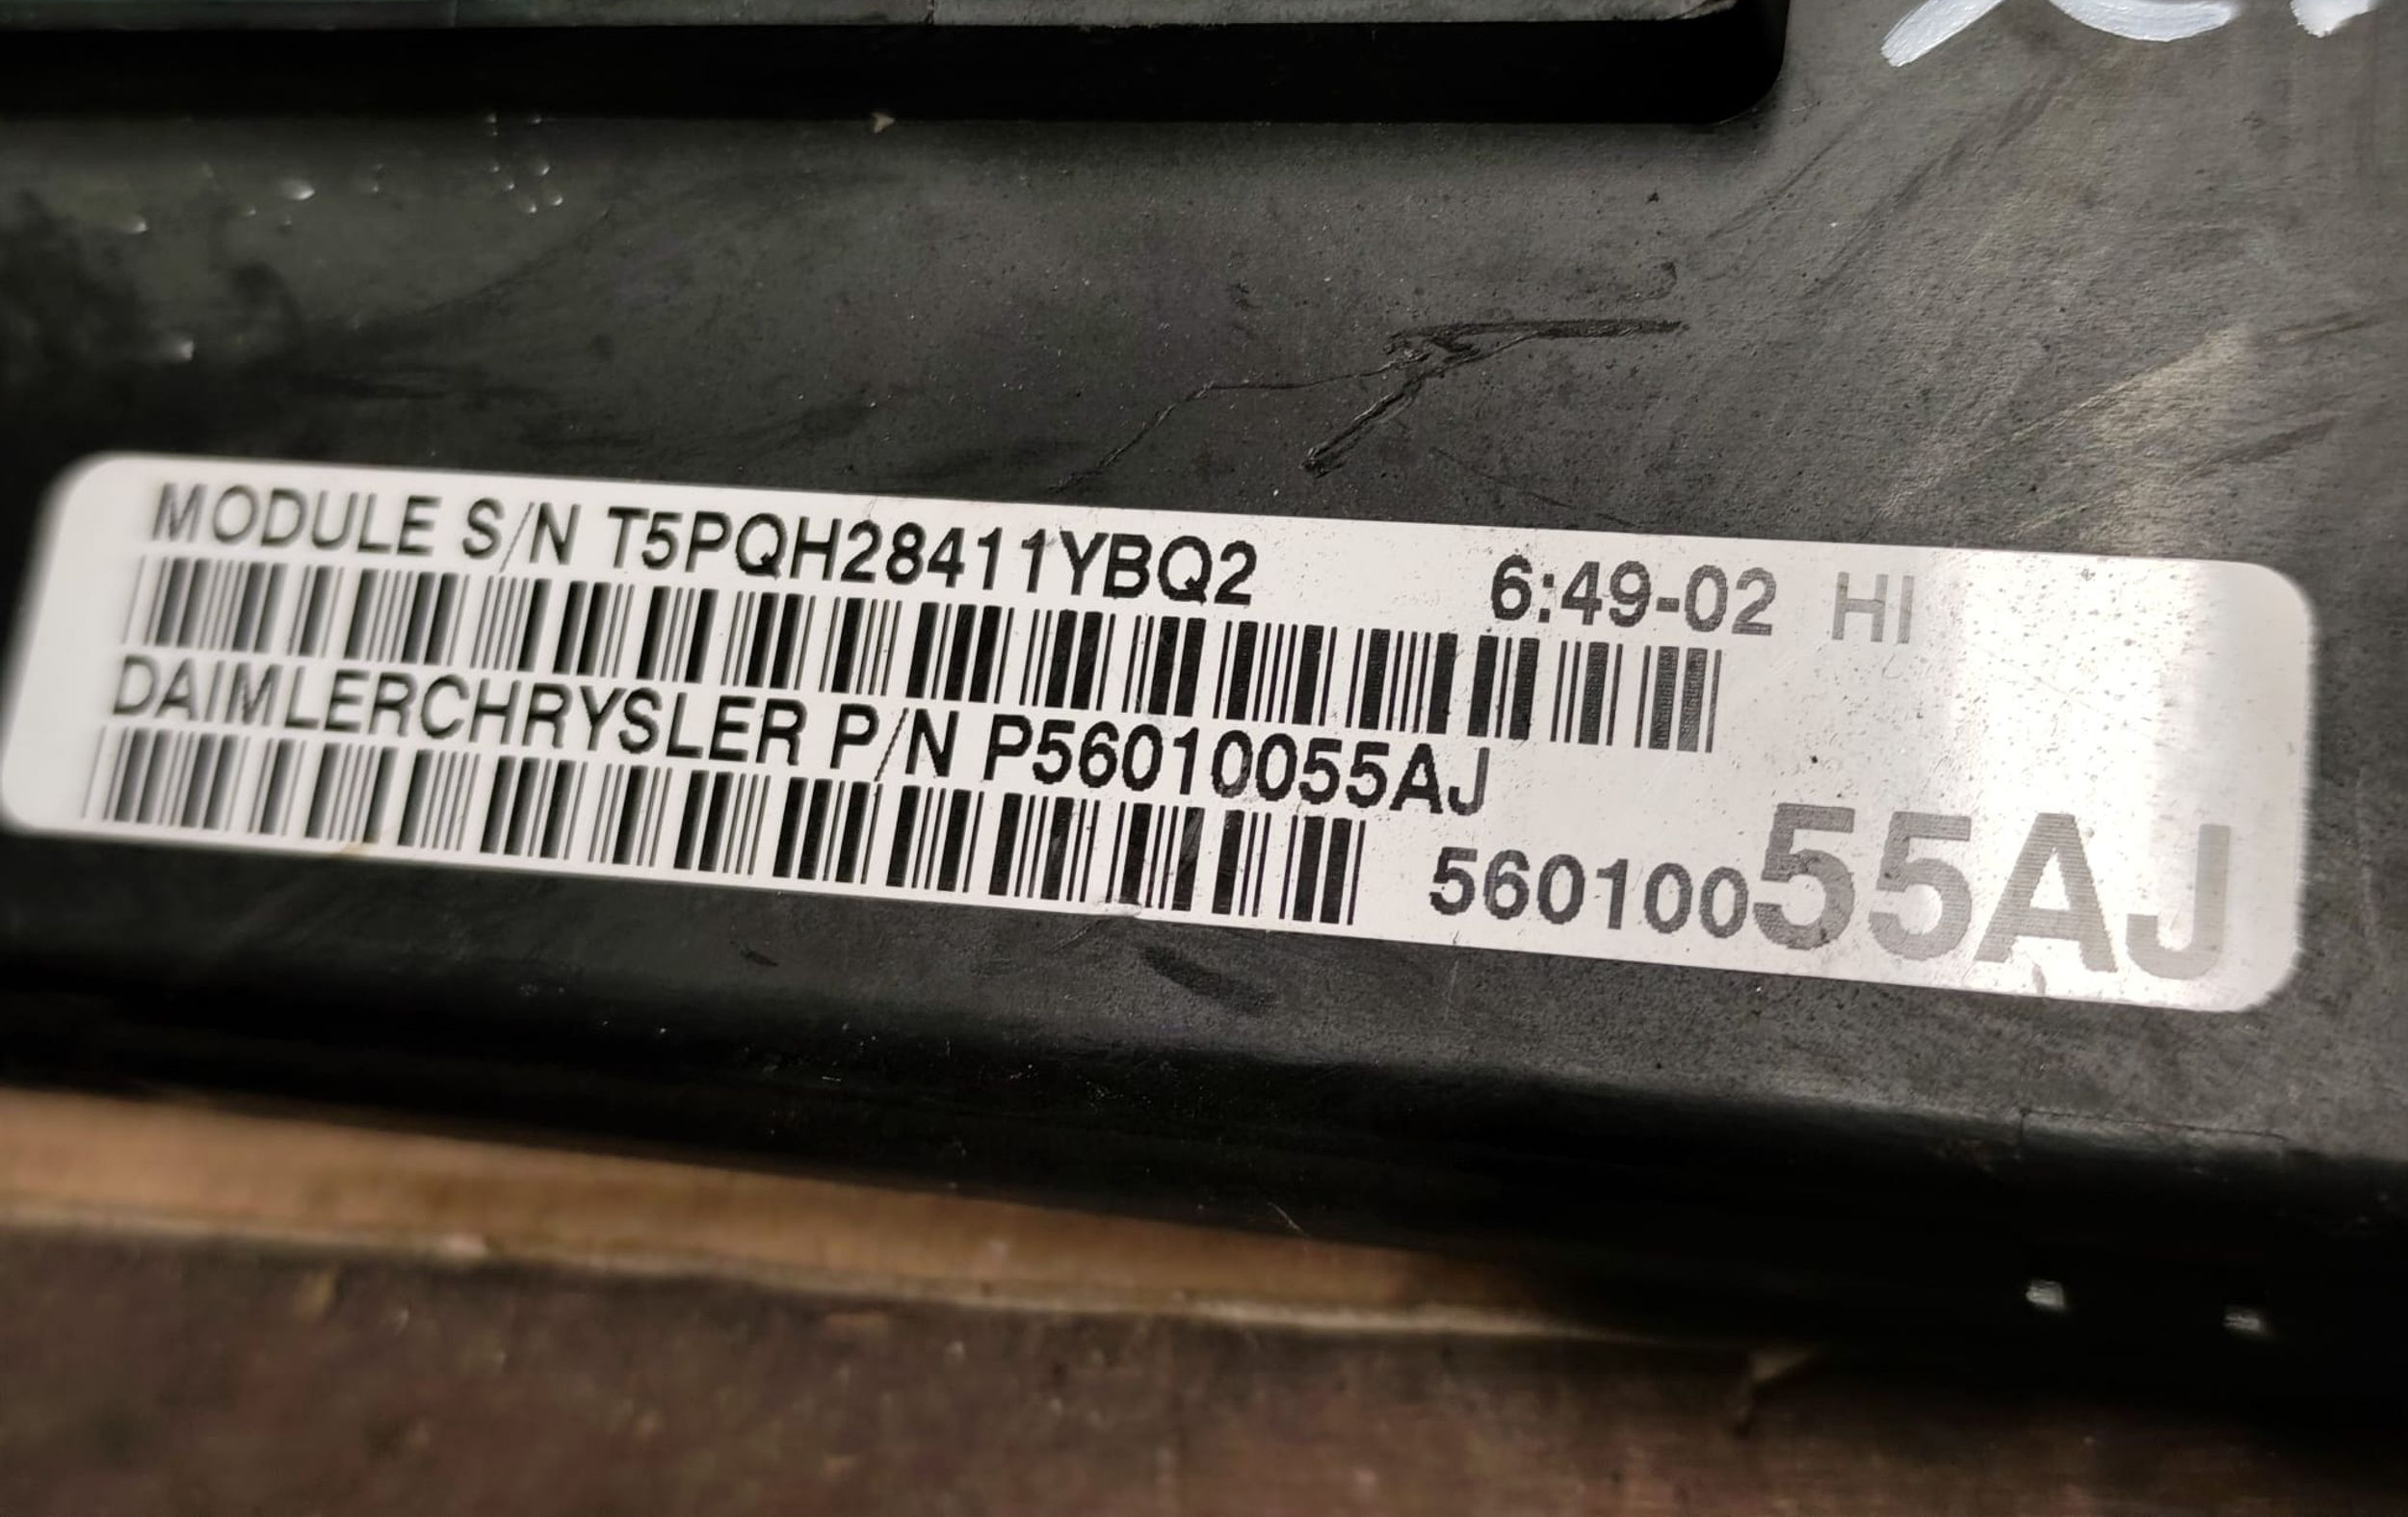 MODULE S/N T5PQH28411YBQ2 6:49-02 HI
DAIMLERCHRYSLER P/N P56010055AJ
56010055AJ